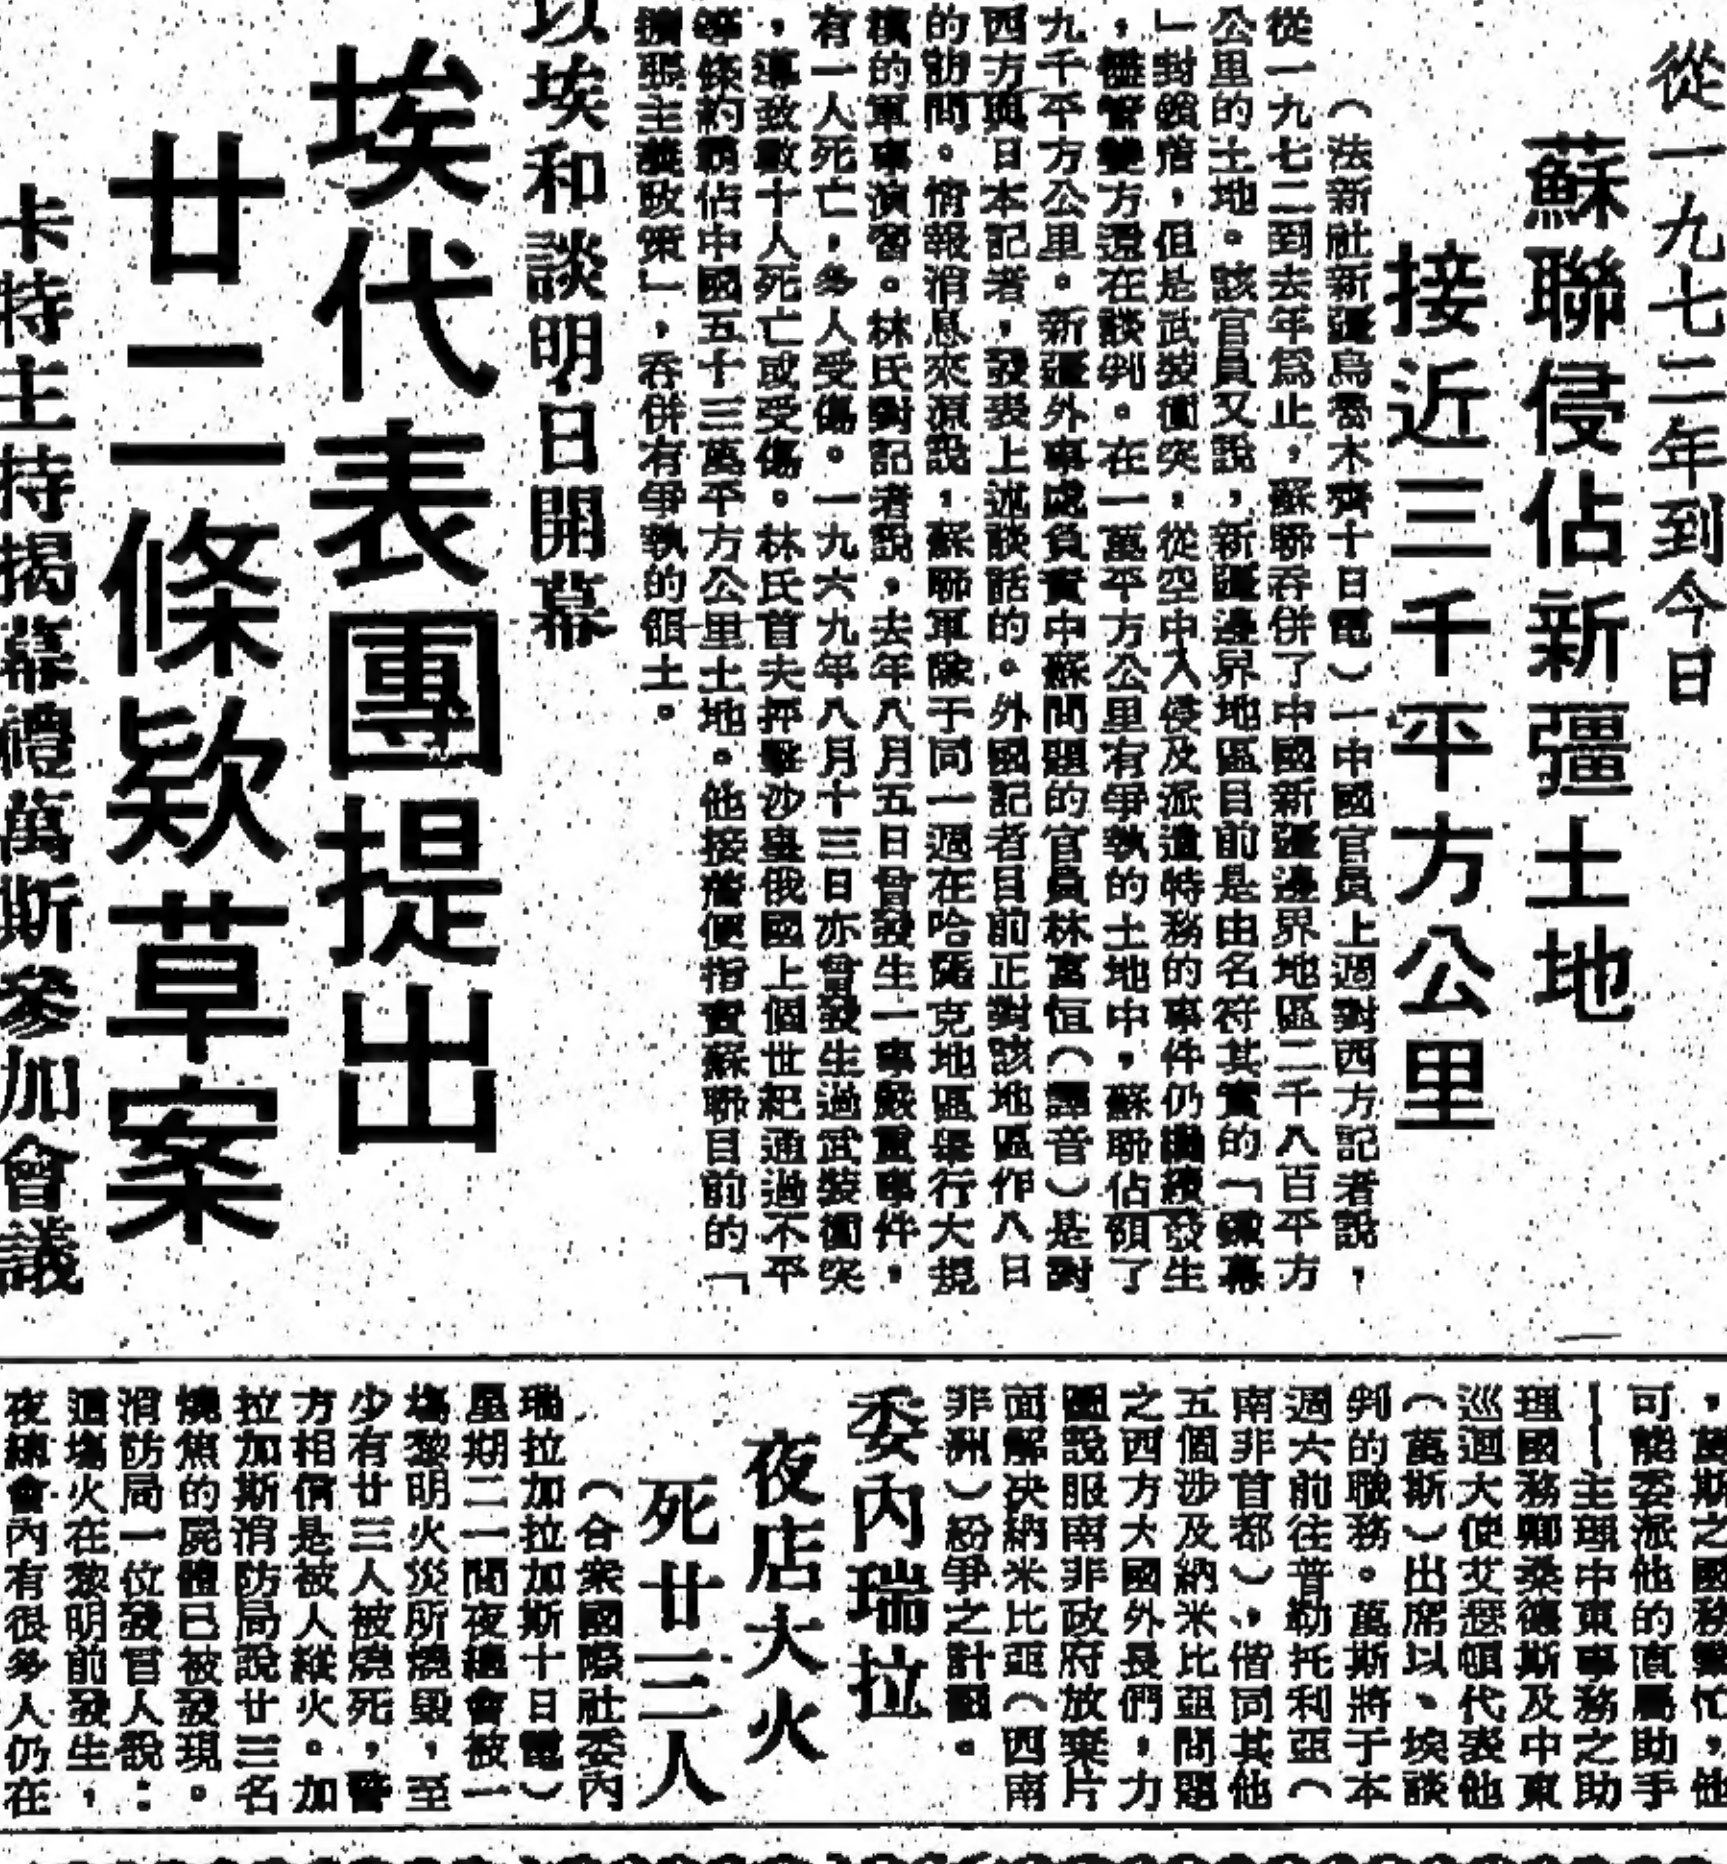 從一九七二年到今日
蘇聯侵佔新疆土地
接近三千平方公里
（法新社新疆烏魯木齊十日電）一中國官員上週對西方記者說，
從一九七二到去年為止，蘇聯吞併了中國新疆邊界地區二千八百平方
公里的土地。該官員又說，新疆邊界地區目前是由名符其實的「鐵幕
」對鎖着，但是武裝衝突，從空中入侵及派遣特務的事件仍繼續發生
，儘管雙方還在談判。在一萬平方公里有爭執的土地中，蘇聯佔領了
九千平方公里。新疆外事處負責中蘇問題的官員林富恒（譯音）是對
西方與日本記者，發表上述談話的。外國記者目前正對該地區作八日
的訪問。情報消息來源說，蘇聯軍隊于同一週在哈薩克地區舉行大規
模的軍事演習。林氏對記者說，去年八月五日曾發生一事嚴重事件，
有一人死亡，多人受傷。一九六九年八月十三日亦曾發生過武裝衝突
，導致數十人死亡或受傷。林氏首先抨擊沙皇俄國上個世紀通過不平
等條約霸佔中國五十三萬平方公里土地。他接着便指責蘇聯目前的「
擴張主義政策」，吞併有爭執的領土。
以埃和談明日開幕
埃代表團提出
廿二條欵草案
卡特主持揭幕禮萬斯參加會議
，萬斯之國務繁忙，他
可能委派他的直屬助手
——主理中東事務之助
理國務卿桑德斯及中東
巡迴大使艾瑟頓代表他
（萬斯）出席以、埃談
判的職務。萬斯將于本
週六前往普勒托利亞（
南非首都），偕同其他
五個涉及納米比亞問題
之西方大國外長們，力
圖說服南非政府放棄片
面解決納米比亞（西南
非洲）紛爭之計劃。
委內瑞拉
夜店大火
死廿三人
（合衆國際社委內
瑞拉加拉加斯十日電）
星期二一間夜總會被一
塲黎明火災所燒毀，至
少有廿三人被燒死，警
方相信是被人縱火。加
拉加斯消防局說廿三名
燒焦的屍體已被發現。
消防局一位發言人說：
這塲火在黎明前發生，
夜總會內有很多人仍在